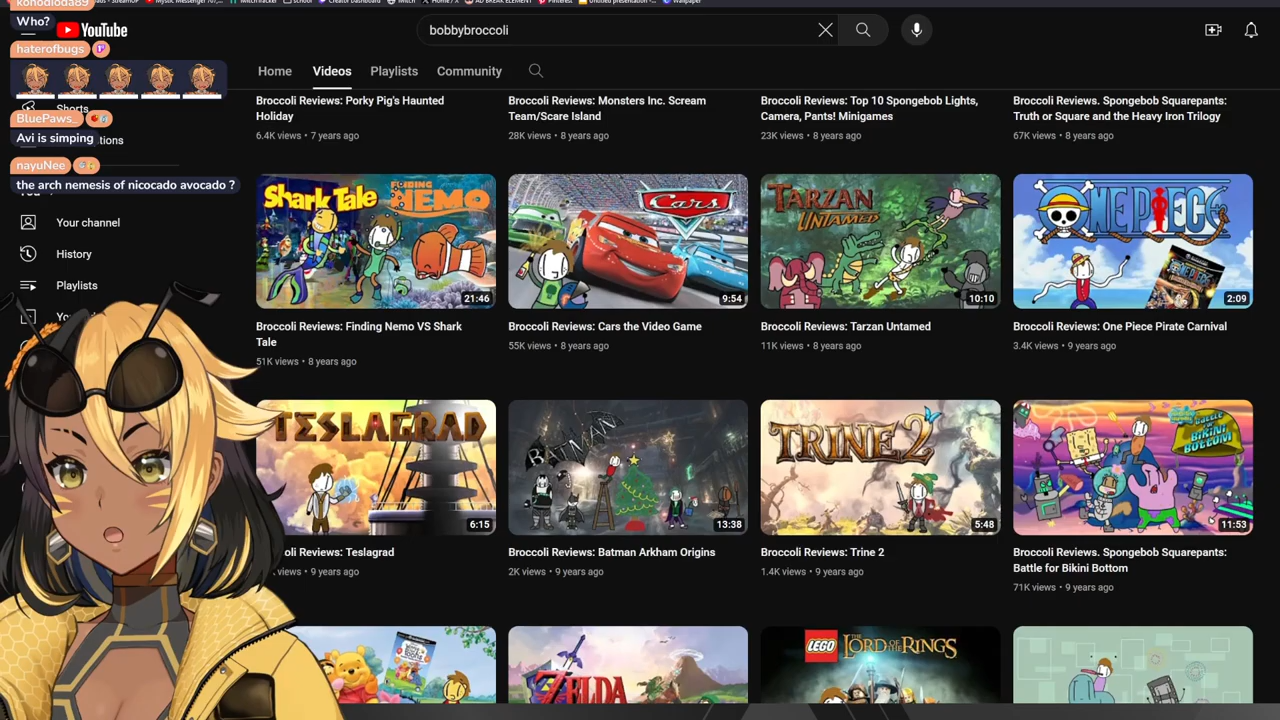 konodioda89
Who?
haterofbugs
BluePaws_
Avi is simping
nayuNee
the arch nemesis of nicocado avocado ?
YouTube
bobbybroccoli
Home
Videos
Playlists
Community
Shorts
Your channel
History
Playlists
Broccoli Reviews: Porky Pig's Haunted
Holiday
6.4K views • 7 years ago
Broccoli Reviews: Monsters Inc. Scream
Team/Scare Island
28K views • 8 years ago
Broccoli Reviews: Top 10 Spongebob Lights,
Camera, Pants! Minigames
23K views • 8 years ago
Broccoli Reviews: Spongebob Squarepants:
Truth or Square and the Heavy Iron Trilogy
67K views • 8 years ago
Shark Tale
FINDING
NEMO
21:46
Broccoli Reviews: Finding Nemo VS Shark
Tale
51K views • 8 years ago
Cars
9:54
Broccoli Reviews: Cars the Video Game
55K views • 8 years ago
TARZAN
UNTAMED
10:10
Broccoli Reviews: Tarzan Untamed
11K views • 8 years ago
ONE PIECE
2:09
Broccoli Reviews: One Piece Pirate Carnival
3.4K views • 9 years ago
TESLAGRAD
6:15
oli Reviews: Teslagrad
views • 9 years ago
BATMAN
13:38
Broccoli Reviews: Batman Arkham Origins
2K views • 9 years ago
TRINE 2
5:48
Broccoli Reviews: Trine 2
1.4K views • 9 years ago
Battle
for
BIKINI
BOTTOM
11:53
Broccoli Reviews. Spongebob Squarepants:
Battle for Bikini Bottom
71K views • 9 years ago
ZELDA
LEGO
THE
LORD OF THE RINGS